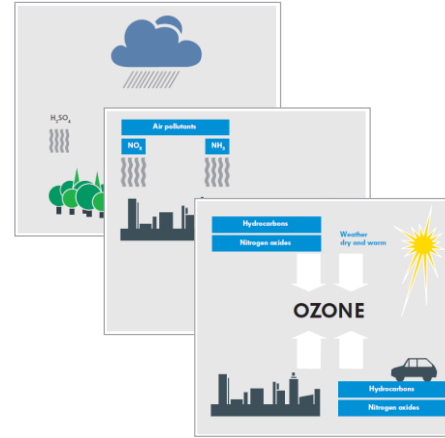 H₂SO₄
Air pollutants
NOₓ
NH₃
Hydrocarbons
Nitrogen oxides
Weather
dry and warm
OZONE
Hydrocarbons
Nitrogen oxides